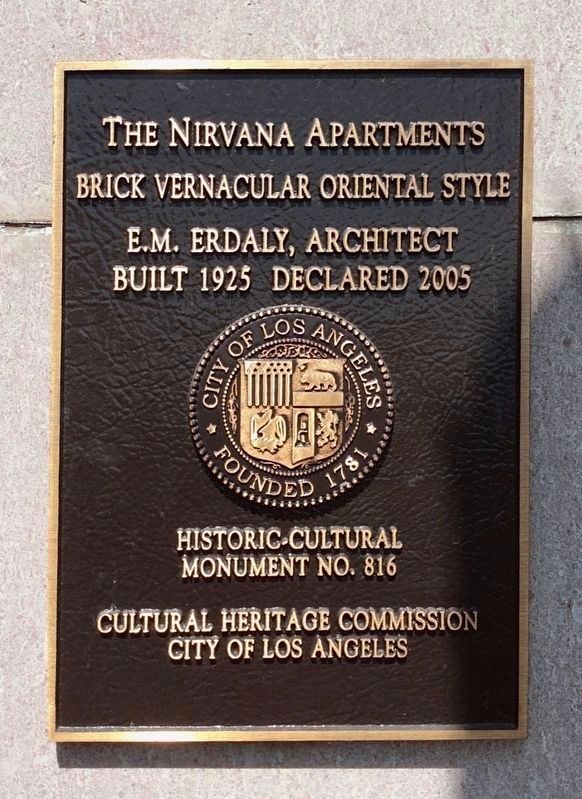 THE NIRVANA APARTMENTS
BRICK VERNACULAR ORIENTAL STYLE
E.M. ERDALY, ARCHITECT
BUILT 1925 DECLARED 2005
CITY OF LOS ANGELES
FOUNDED 1781
HISTORIC-CULTURAL
MONUMENT NO. 816
CULTURAL HERITAGE COMMISSION
CITY OF LOS ANGELES